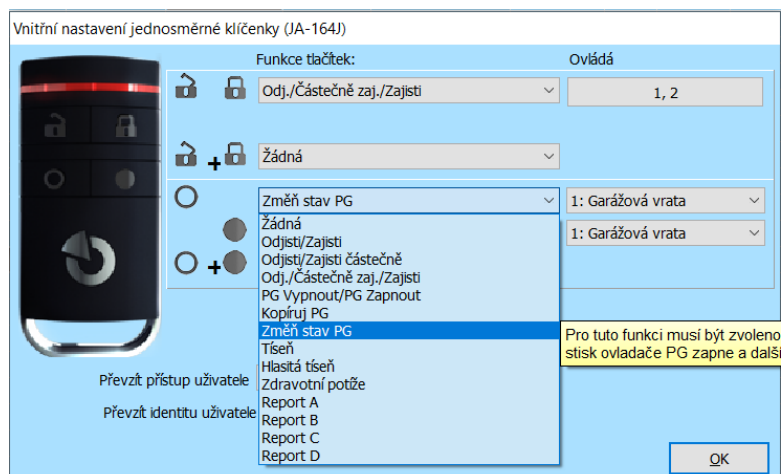 Vnitřní nastavení jednosměrné klíčenky (JA-164J)
Funkce tlačítek: Ovládá
Odj./Částečně zaj./Zajisti 1, 2
+ Žádná
Změň stav PG 1: Garážová vrata
Žádná 1: Garážová vrata
Odjisti/Zajisti
Odjisti/Zajisti částečně
+ Odj./Částečně zaj./Zajisti
PG Vypnout/PG Zapnout
Kopíruj PG
Změň stav PG Pro tuto funkci musí být zvoleno
Tíseň stisk ovladače PG zapne a další
Hlasitá tíseň
Převzít přístup uživatele Zdravotní potíže
Report A
Převzít identitu uživatele Report B
Report C
Report D OK